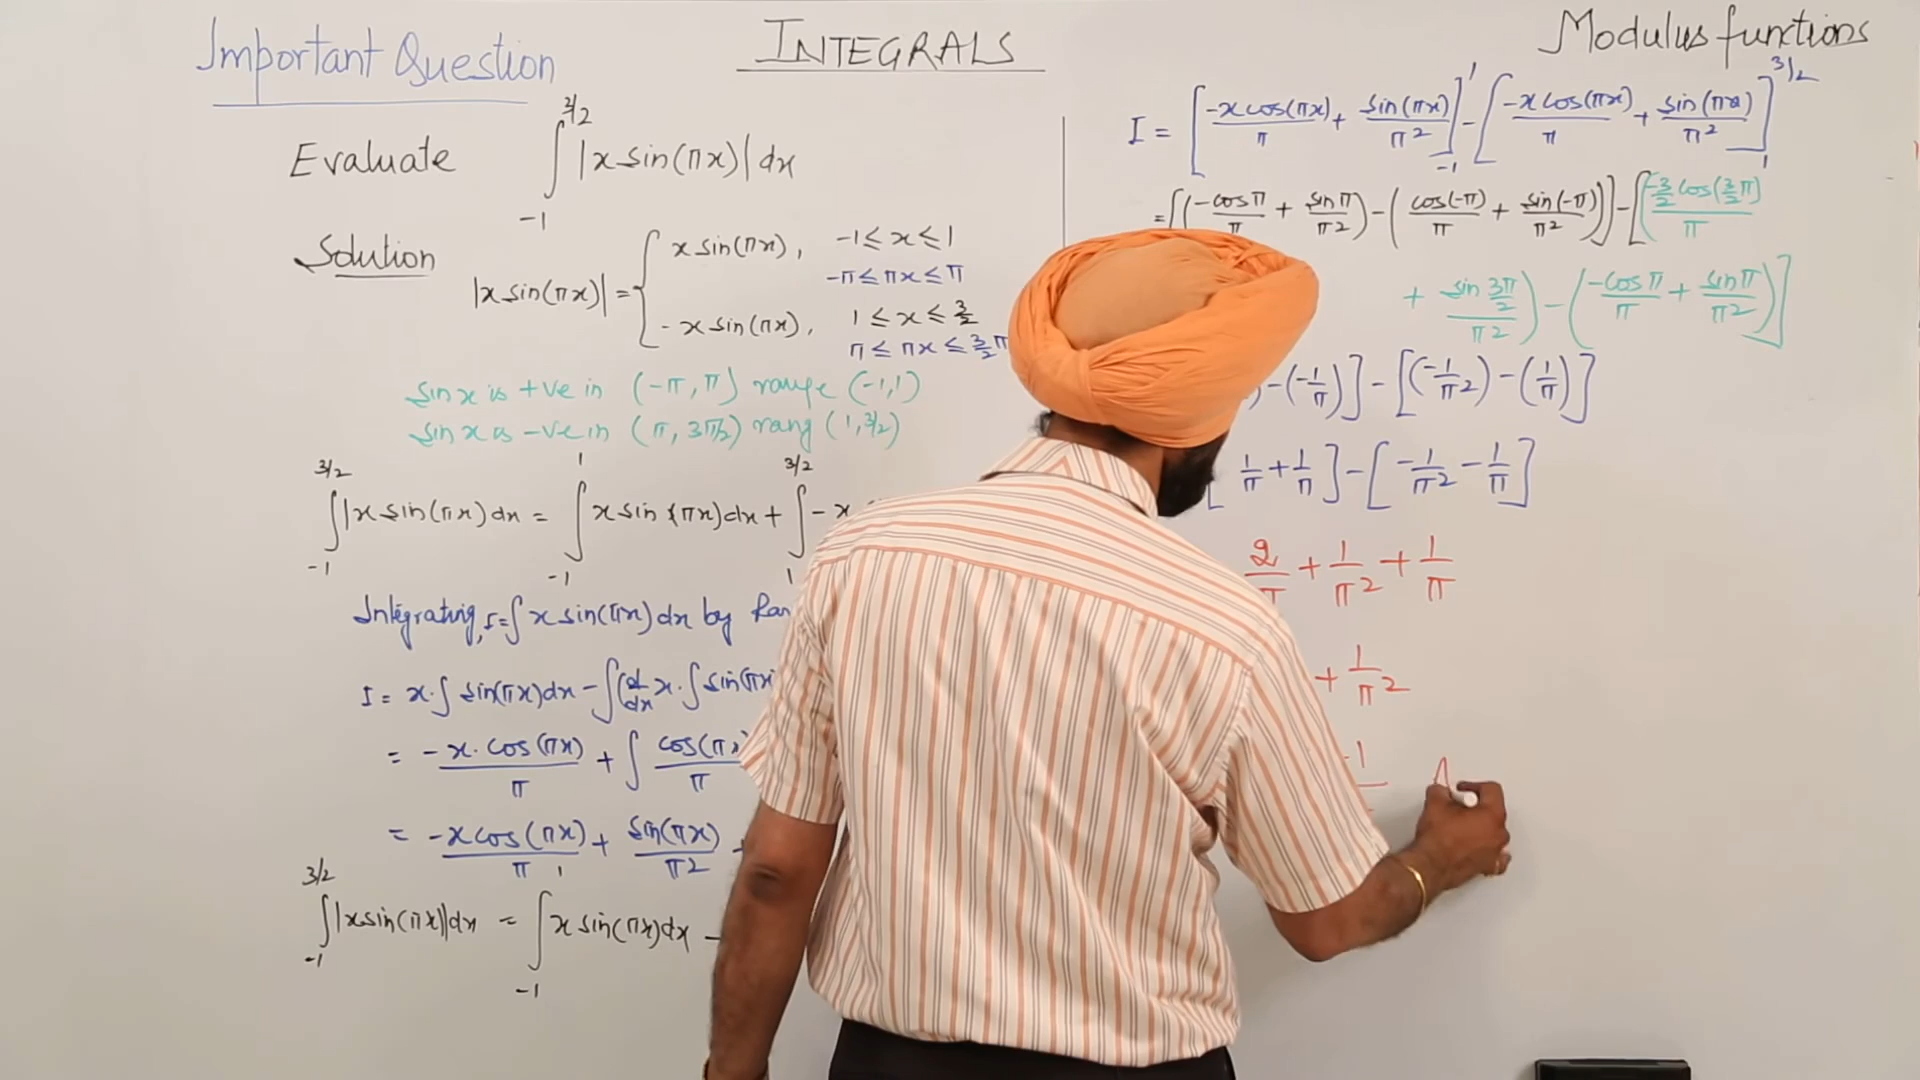 Important Question
INTEGRALS
Modulus functions
Evaluate ∫_{-1}^{3/2} |x sin(πx)| dx
Solution
|x sin(πx)| = { x sin(πx), -1 ≤ x ≤ 1
-π ≤ πx ≤ π
- x sin(πx), 1 ≤ x ≤ 3/2
π ≤ πx ≤ 3/2 π
sin x is +ve in (-π, π) range (-1,1)
sin x is -ve in (π, 3π/2) rang (1, 3/2)
∫_{-1}^{3/2} |x sin(πx) dx = ∫_{-1}^{1} x sin(πx) dx + ∫_{1}^{3/2} - x
Integrating, I = ∫ x sin(πx) dx by
I = x·∫ sin(πx) dx - ∫(d/dx x · ∫ sin(πx)
= -x·cos(πx)/π + ∫ cos(πx)/π
= -x cos(πx)/π + sin(πx)/π²
∫_{-1}^{3/2} |x sin(πx)| dx = ∫_{-1}^{1} x sin(πx) dx -
I = [-x cos(πx)/π + sin(πx)/π²]_{-1}^{1} - [-x cos(πx)/π + sin(πx)/π²]_{1}^{3/2}
= [(-cos π/π + sin π/π²) - (cos(-π)/π + sin(-π)/π²)] - [(-3/2 cos(3/2 π)/π
+ sin 3π/2 /π²) - (-cos π/π + sin π/π²)]
) - (-1/π)] - [(-1/π²) - (1/π)]
[1/π + 1/π] - [-1/π² - 1/π]
2/π + 1/π² + 1/π
+ 1/π²